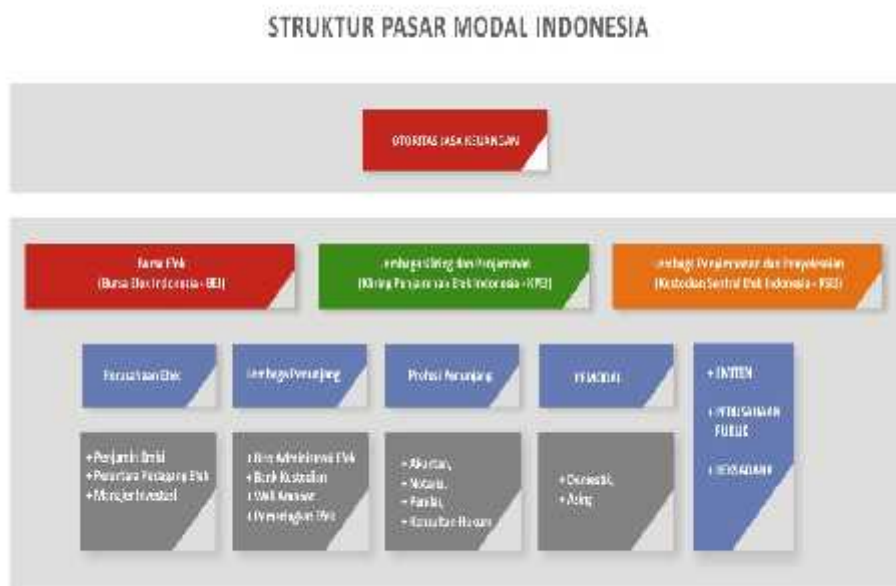 STRUKTUR PASAR MODAL INDONESIA
OTORITAS JASA KEUANGAN
Bursa Efek
(Bursa Efek Indonesia - BEI)
Lembaga Kliring dan Penjaminan
(Kliring Penjaminan Efek Indonesia - KPEI)
Lembaga Penyimpanan dan Penyelesaian
(Kustodian Sentral Efek Indonesia - KSEI)
Perusahaan Efek
Lembaga Penunjang
Profesi Penunjang
PEMODAL
+ EMITEN
+ PERUSAHAAN
PUBLIK
+ REKSADANA
+ Penjamin Emisi
+ Perantara Pedagang Efek
+ Manajer Investasi
+ Biro Administrasi Efek
+ Bank Kustodian
+ Wali Amanat
+ Pemeringkat Efek
+ Akuntan,
+ Notaris,
+ Penilai,
+ Konsultan Hukum
+ Domestik,
+ Asing